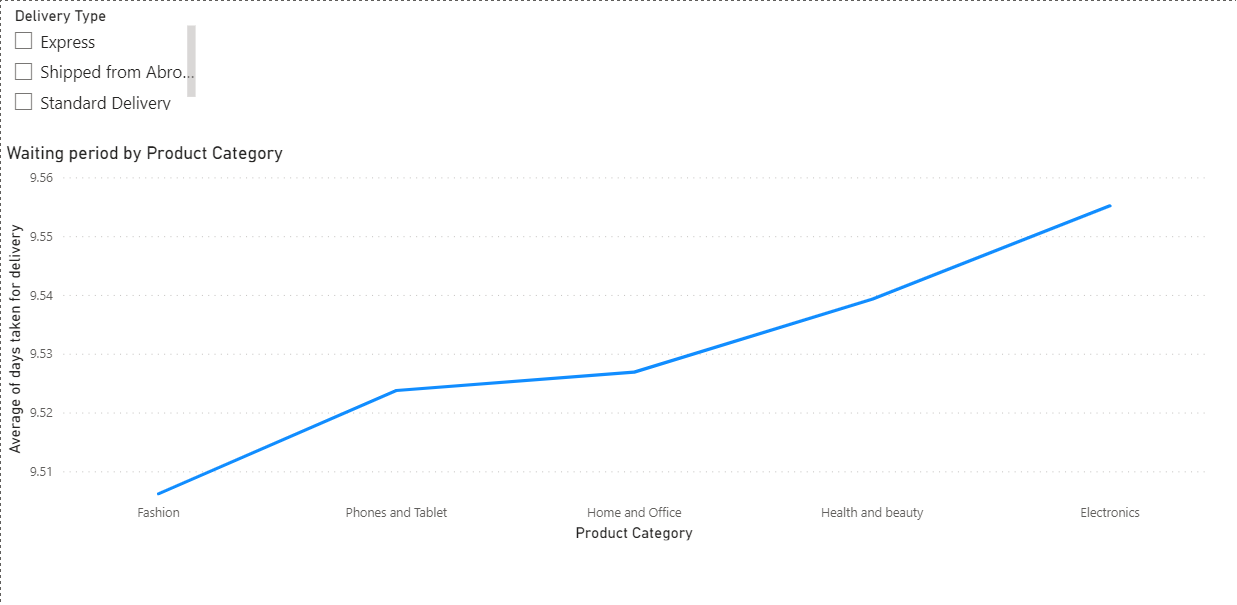 Delivery Type
Express
Shipped from Abro...
Standard Delivery
Waiting period by Product Category
9.56
9.55
9.54
9.53
9.52
9.51
Average of days taken for delivery
Fashion Phones and Tablet Home and Office Health and beauty Electronics
Product Category